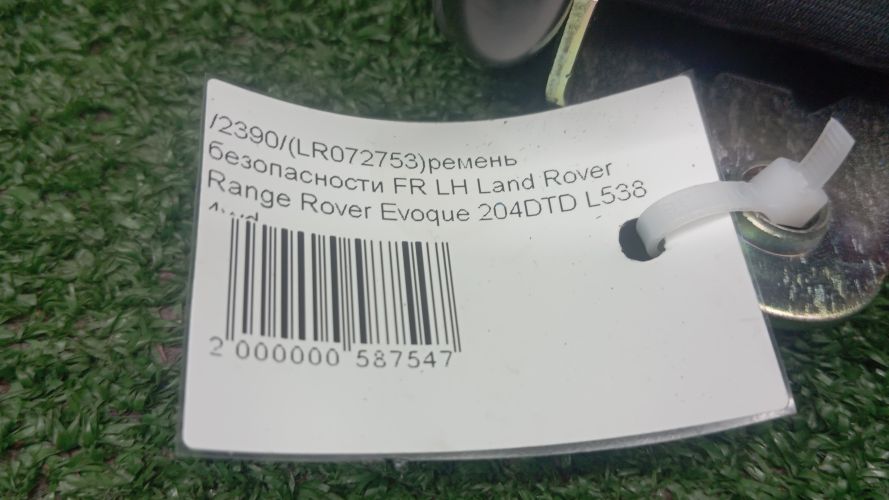 /2390/(LR072753)ремень
безопасности FR LH Land Rover
Range Rover Evoque 204DTD L538
2 000000 587547